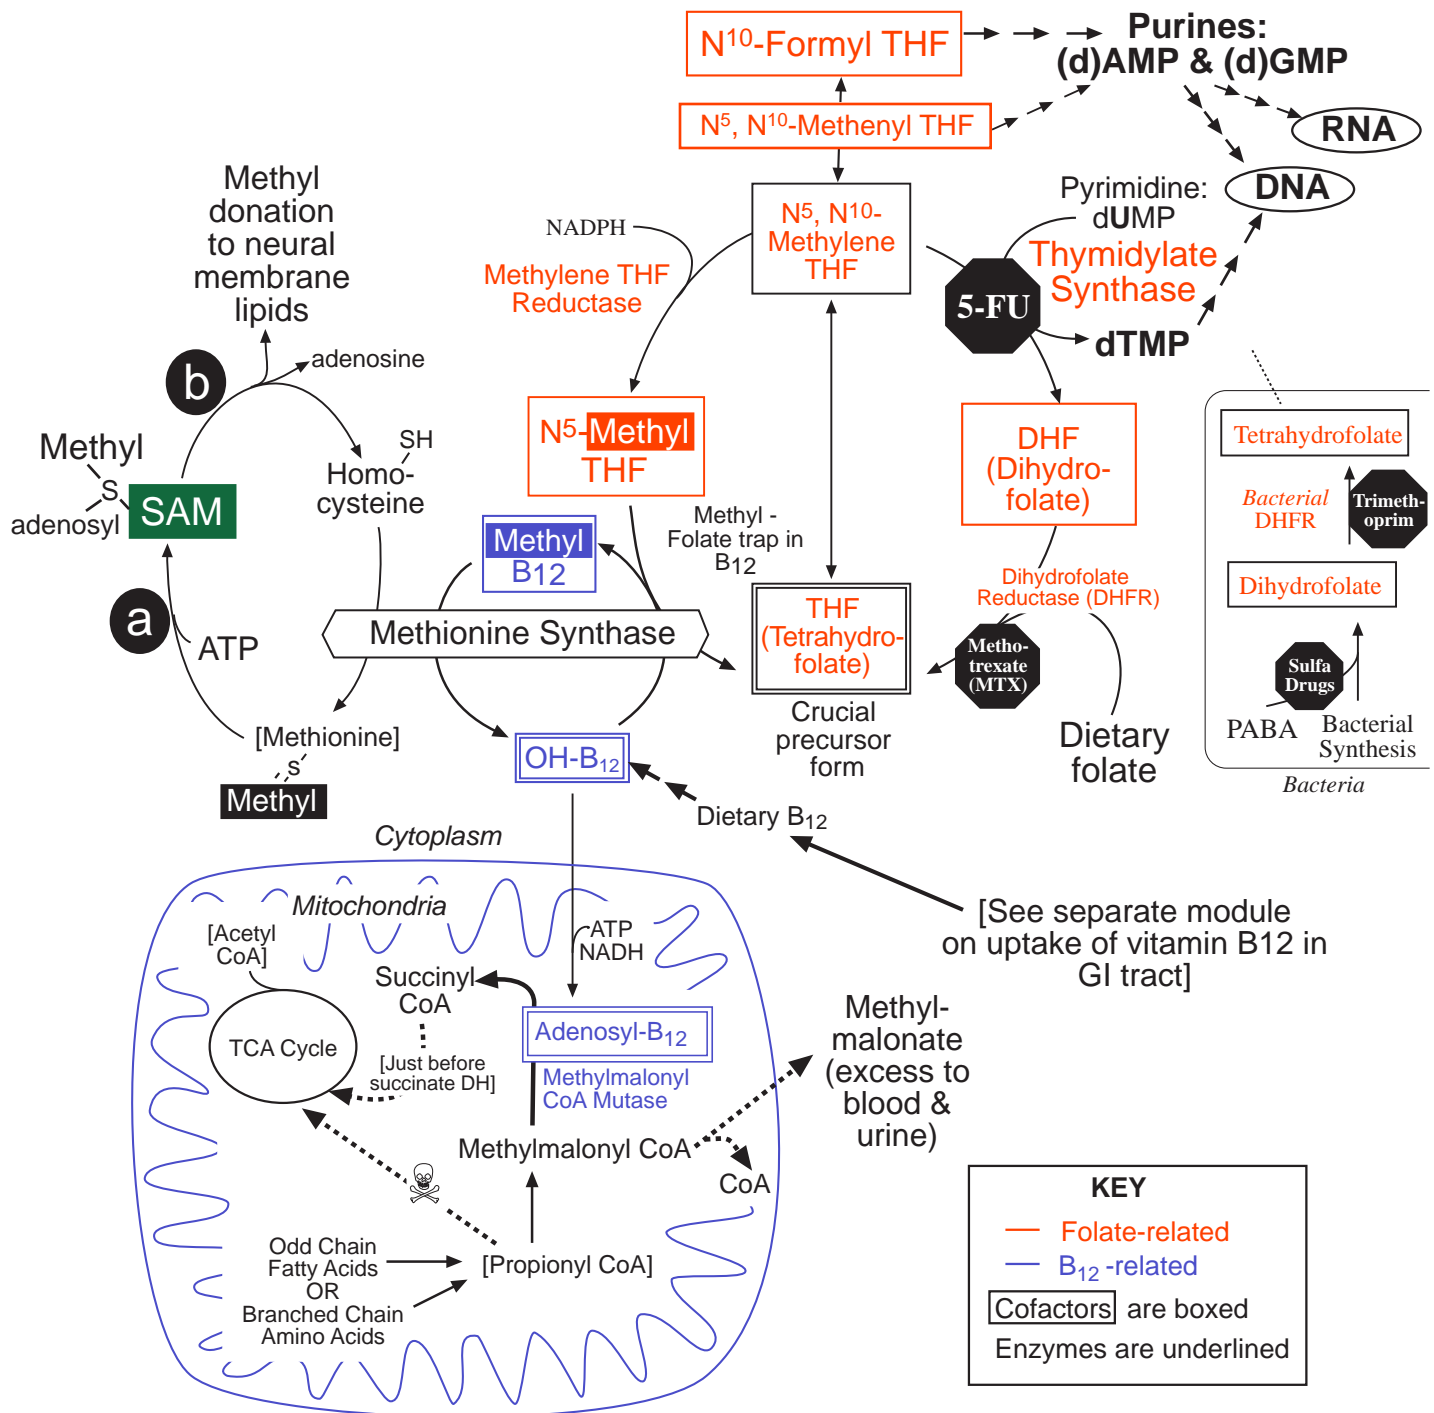 N10-Formyl THF
Purines:
(d)AMP & (d)GMP
N5, N10-Methenyl THF
RNA
DNA
Methyl
donation
to neural
membrane
lipids
N5, N10-
Methylene
THF
Pyrimidine:
dUMP
NADPH
Methylene THF
Reductase
Thymidylate
Synthase
5-FU
dTMP
b
adenosine
N5-Methyl
THF
DHF
(Dihydro-
folate)
Tetrahydrofolate
Bacterial
DHFR
Trimeth-
oprim
Dihydrofolate
Sulfa
Drugs
PABA
Bacterial
Synthesis
Bacteria
Methyl
S
adenosyl
SAM
SH
Homo-
cysteine
Methyl
B12
Methyl -
Folate trap in
B12
Dihydrofolate
Reductase (DHFR)
a
ATP
Methionine Synthase
THF
(Tetrahydro-
folate)
Metho-
trexate
(MTX)
Crucial
precursor
form
Dietary
folate
[Methionine]
s
Methyl
OH-B12
Dietary B12
Cytoplasm
Mitochondria
[See separate module
on uptake of vitamin B12 in
GI tract]
[Acetyl
CoA]
ATP
NADH
Succinyl
CoA
TCA Cycle
Adenosyl-B12
[Just before
succinate DH]
Methylmalonyl
CoA Mutase
Methyl-
malonate
(excess to
blood &
urine)
Methylmalonyl CoA
CoA
Odd Chain
Fatty Acids
OR
Branched Chain
Amino Acids
[Propionyl CoA]
KEY
Folate-related
B12 -related
Cofactors are boxed
Enzymes are underlined